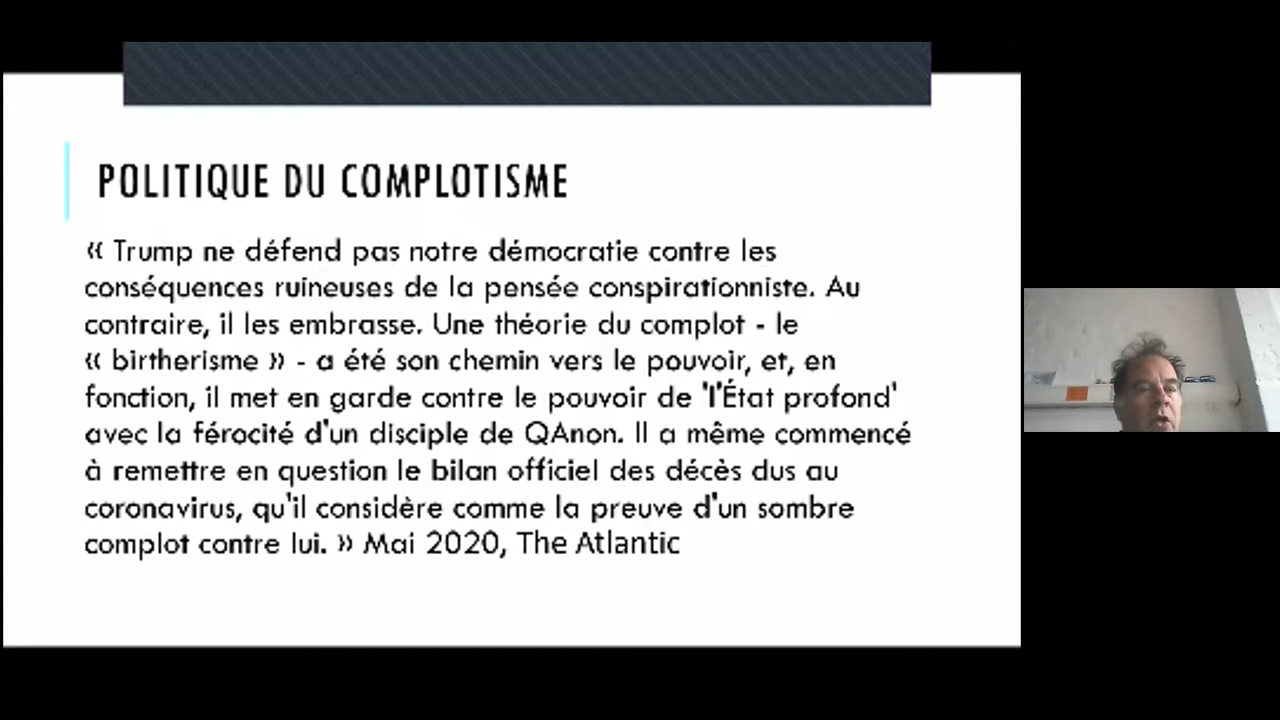 POLITIQUE DU COMPLOTISME
« Trump ne défend pas notre démocratie contre les
conséquences ruineuses de la pensée conspirationniste. Au
contraire, il les embrasse. Une théorie du complot - le
« birtherisme » - a été son chemin vers le pouvoir, et, en
fonction, il met en garde contre le pouvoir de 'l'État profond'
avec la férocité d'un disciple de QAnon. Il a même commencé
à remettre en question le bilan officiel des décès dus au
coronavirus, qu'il considère comme la preuve d'un sombre
complot contre lui. » Mai 2020, The Atlantic